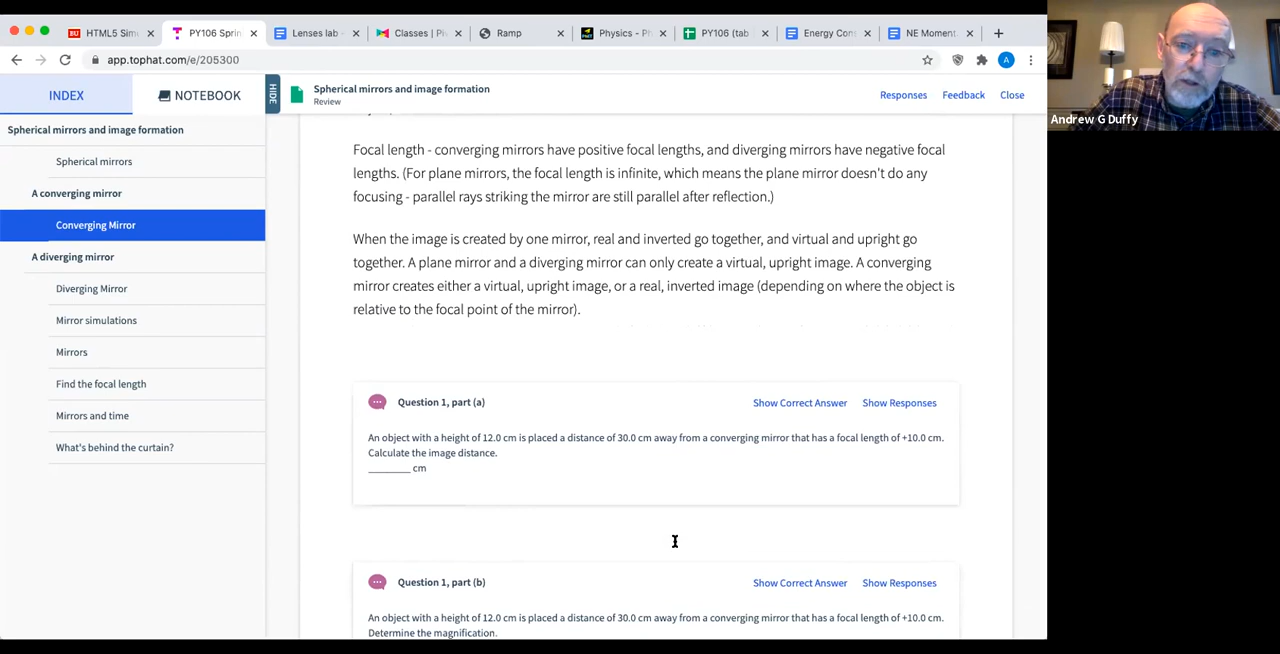 HTML5 Sim
PY106 Sprin
Lenses lab -
Classes | Pi
Ramp
Physics - Ph
PY106 (tab
Energy Con
NE Moment
app.tophat.com/e/205300
A
INDEX
NOTEBOOK
HIDE
Spherical mirrors and image formation
Review
Responses
Feedback
Close
Andrew G Duffy
Spherical mirrors and image formation
Spherical mirrors
A converging mirror
Converging Mirror
A diverging mirror
Diverging Mirror
Mirror simulations
Mirrors
Find the focal length
Mirrors and time
What's behind the curtain?
Focal length - converging mirrors have positive focal lengths, and diverging mirrors have negative focal
lengths. (For plane mirrors, the focal length is infinite, which means the plane mirror doesn't do any
focusing - parallel rays striking the mirror are still parallel after reflection.)
When the image is created by one mirror, real and inverted go together, and virtual and upright go
together. A plane mirror and a diverging mirror can only create a virtual, upright image. A converging
mirror creates either a virtual, upright image, or a real, inverted image (depending on where the object is
relative to the focal point of the mirror).
Question 1, part (a)
Show Correct Answer
Show Responses
An object with a height of 12.0 cm is placed a distance of 30.0 cm away from a converging mirror that has a focal length of +10.0 cm.
Calculate the image distance.
________ cm
Question 1, part (b)
Show Correct Answer
Show Responses
An object with a height of 12.0 cm is placed a distance of 30.0 cm away from a converging mirror that has a focal length of +10.0 cm.
Determine the magnification.